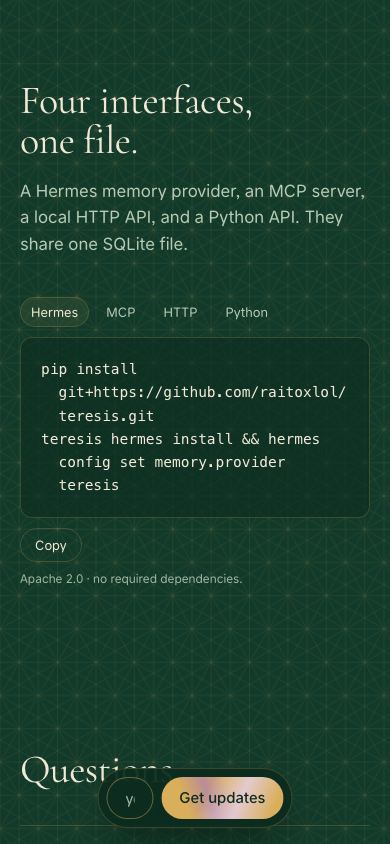 Four interfaces,
one file.
A Hermes memory provider, an MCP server,
a local HTTP API, and a Python API. They
share one SQLite file.
Hermes MCP HTTP Python
pip install
git+https://github.com/raitoxlol/
teresis.git
teresis hermes install && hermes
config set memory.provider
teresis
Copy
Apache 2.0 · no required dependencies.
Questions
Get updates